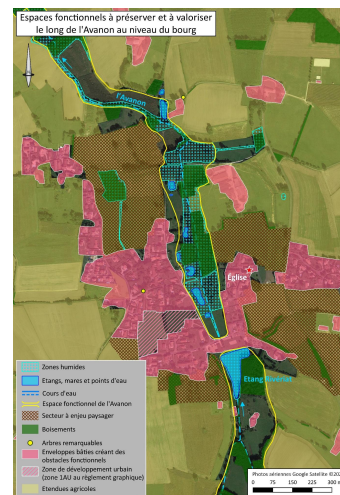 Espaces fonctionnels à préserver et à valoriser
le long de l'Avanon au niveau du bourg
l'Avanon
Église
Etang
Zones humides
Etangs, mares et points d'eau
Cours d'eau
Espace fonctionnel de l'Avanon
Secteur à enjeu paysager
Boisements
Arbres remarquables
Enveloppes bâties créant des
obstacles fonctionnels
Zone de développement urbain
(zone 1AU au règlement graphique)
Etendues agricoles
Photos aériennes Google Satellite ©202
0 75 150 225 300